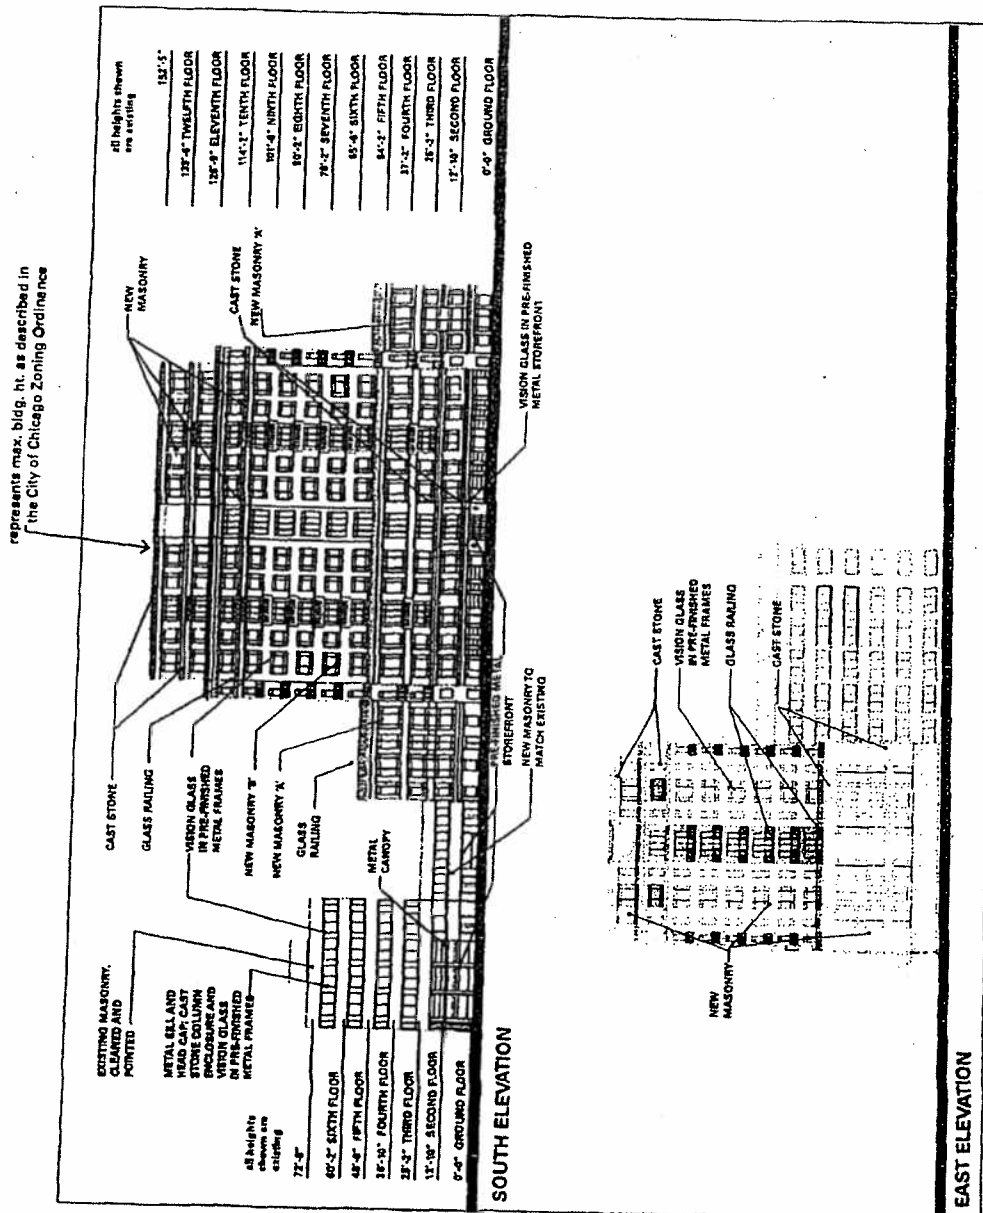 represents max. bldg. ht. as described in
the City of Chicago Zoning Ordinance
all heights shown
are existing
152'-5"
139'-6" TWELFTH FLOOR
126'-9" ELEVENTH FLOOR
114'-2" TENTH FLOOR
101'-8" NINTH FLOOR
90'-2" EIGHTH FLOOR
78'-2" SEVENTH FLOOR
65'-6" SIXTH FLOOR
54'-2" FIFTH FLOOR
37'-2" FOURTH FLOOR
25'-2" THIRD FLOOR
12'-10" SECOND FLOOR
0'-0" GROUND FLOOR
NEW
MASONRY
CAST STONE
NEW MASONRY 'A'
VISION GLASS IN PRE-FINISHED
METAL STOREFRONT
CAST STONE
GLASS RAILING
VISION GLASS
IN PRE-FINISHED
METAL FRAMES
NEW MASONRY 'B'
NEW MASONRY 'A'
GLASS
RAILING
METAL
CANOPY
PRE-FINISHED METAL
STOREFRONT
NEW MASONRY TO
MATCH EXISTING
EXISTING MASONRY,
CLEANED AND
POINTED
METAL SILL AND
HEAD CAP; CAST
STONE COLUMN
ENCLOSURE AND
VISION GLASS
IN PRE-FINISHED
METAL FRAMES
all heights
shown are
existing
72'-8"
60'-2" SIXTH FLOOR
48'-6" FIFTH FLOOR
36'-10" FOURTH FLOOR
25'-2" THIRD FLOOR
12'-10" SECOND FLOOR
0'-0" GROUND FLOOR
SOUTH ELEVATION
CAST STONE
VISION GLASS
IN PRE-FINISHED
METAL FRAMES
GLASS RAILING
CAST STONE
NEW
MASONRY
EAST ELEVATION